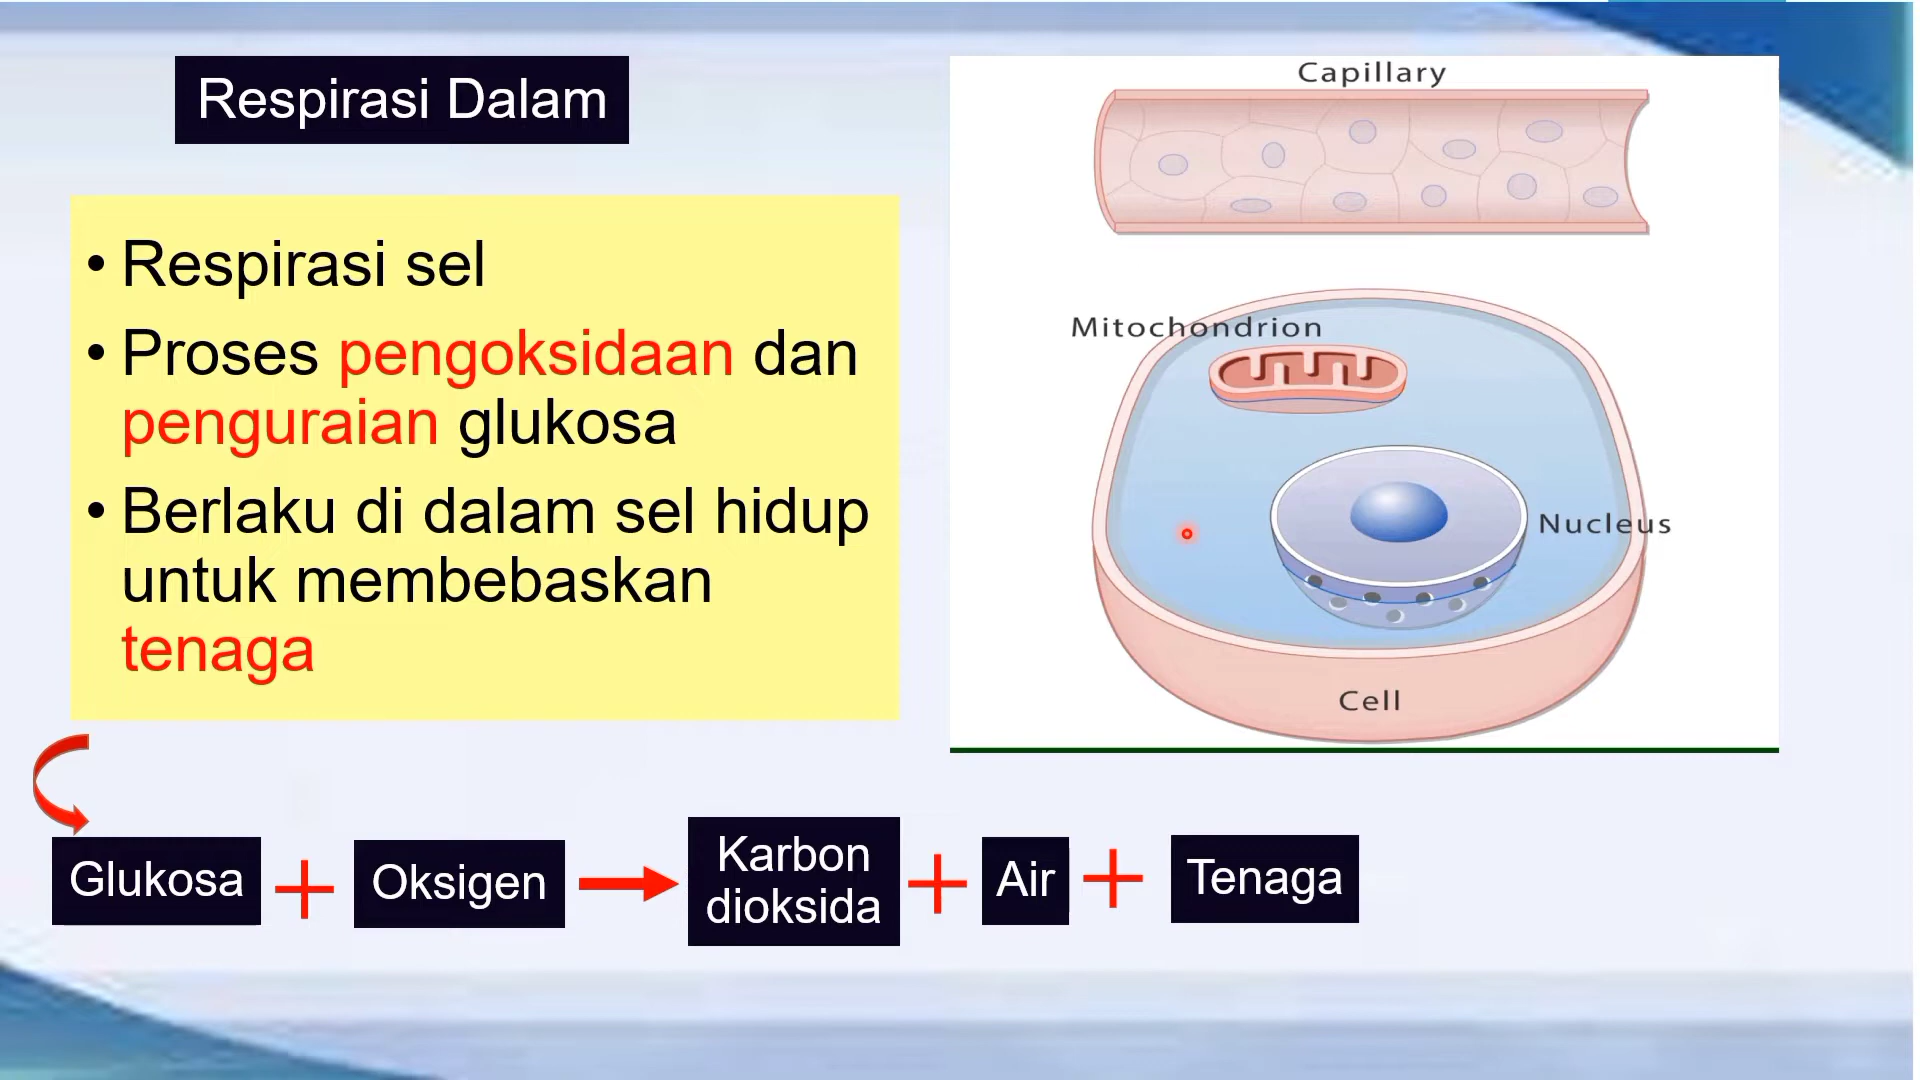 Respirasi Dalam
• Respirasi sel
• Proses pengoksidaan dan
penguraian glukosa
• Berlaku di dalam sel hidup
untuk membebaskan
tenaga
Capillary
Mitochondrion
Nucleus
Cell
Glukosa + Oksigen → Karbon
dioksida + Air + Tenaga